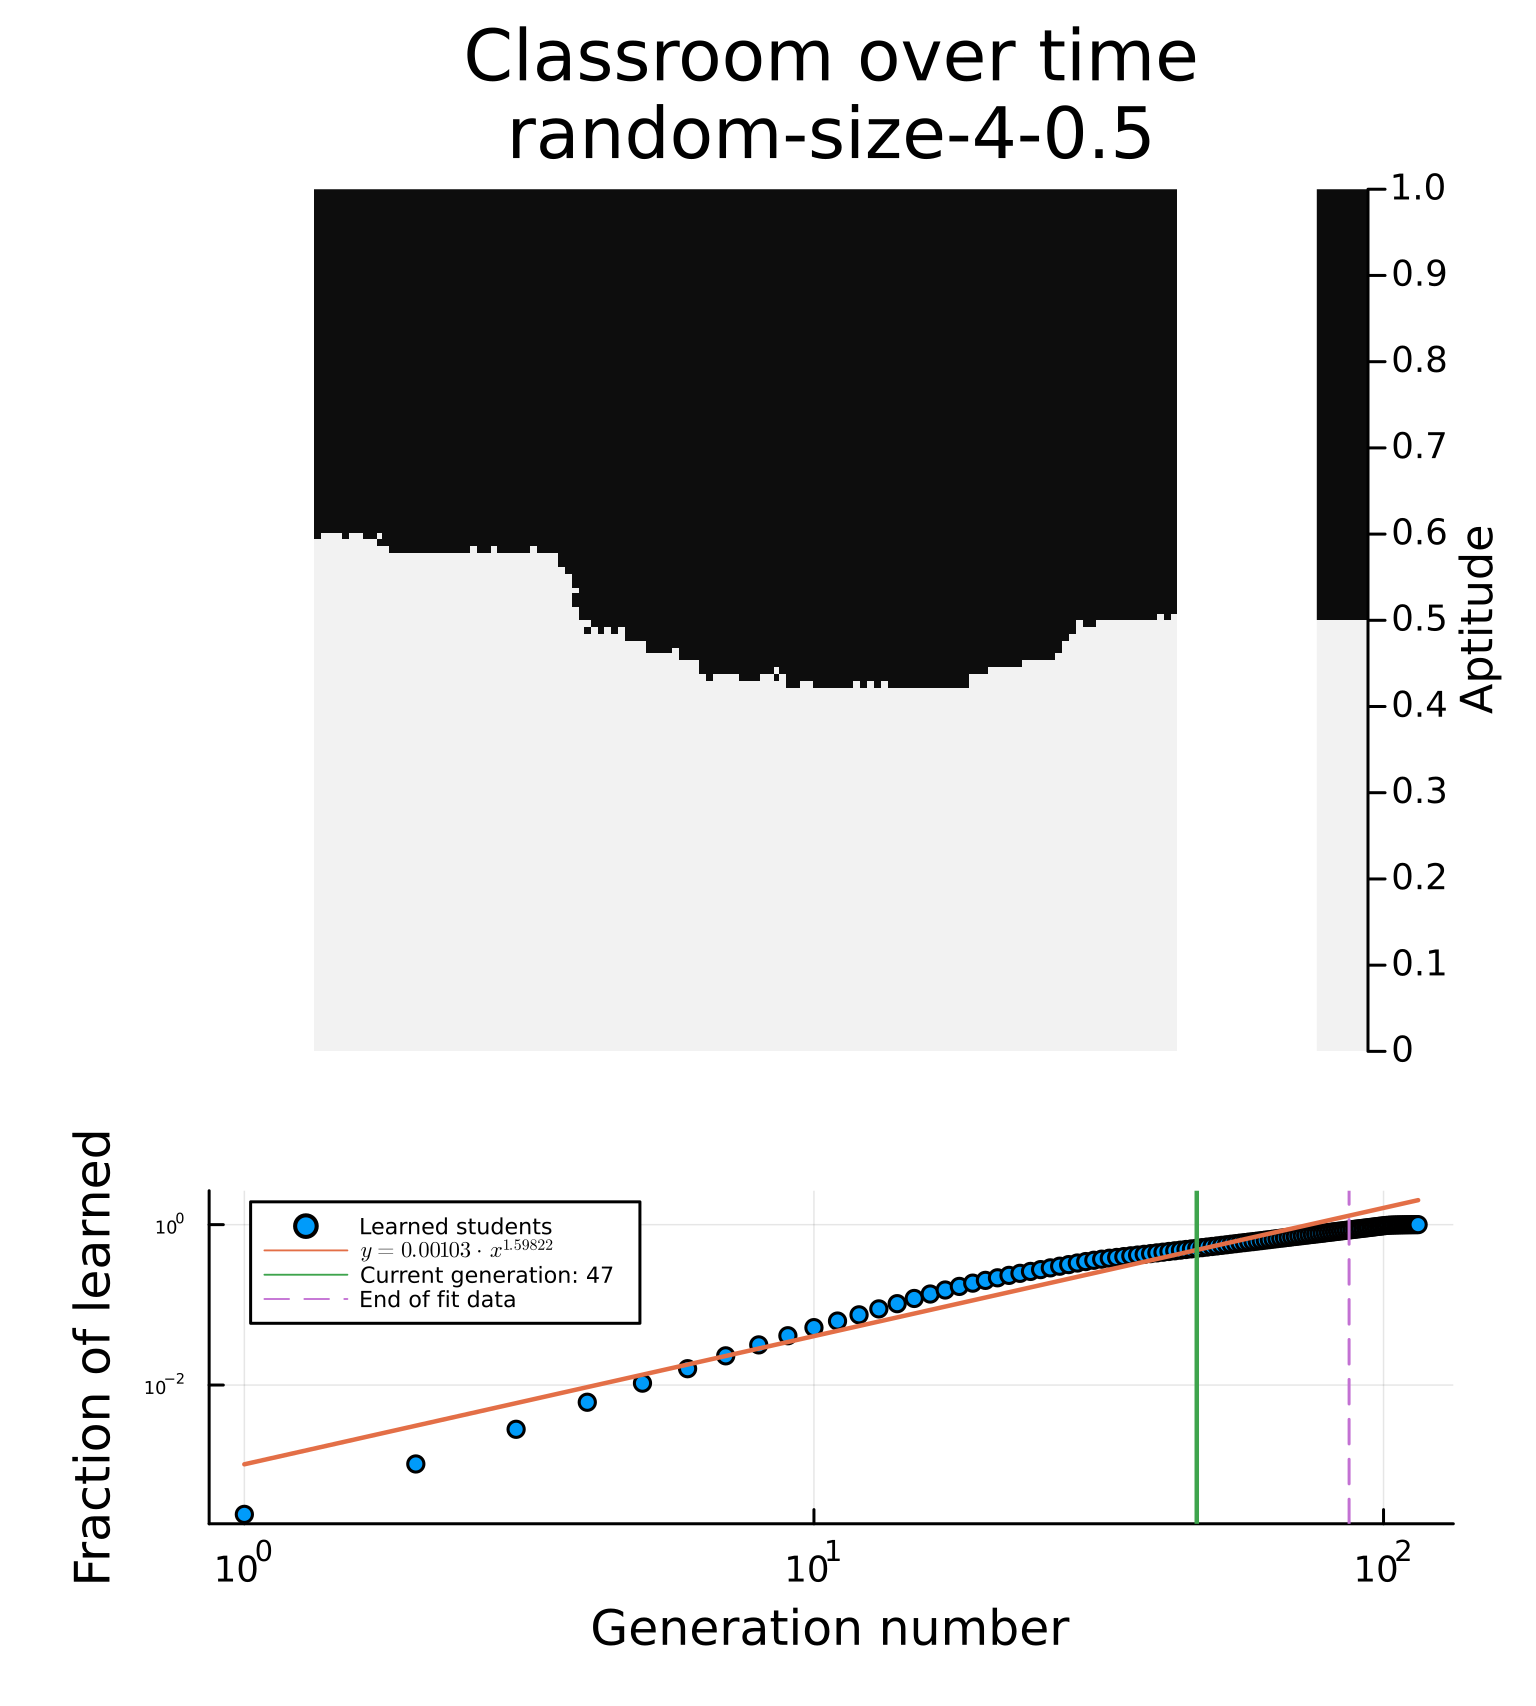 Classroom over time
random-size-4-0.5
1.0
0.9
0.8
0.7
0.6
0.5
0.4
0.3
0.2
0.1
0
Aptitude
Fraction of learned
10^0
10^-2
Learned students
y = 0.00103 · x^1.59822
Current generation: 47
End of fit data
10^0
10^1
10^2
Generation number